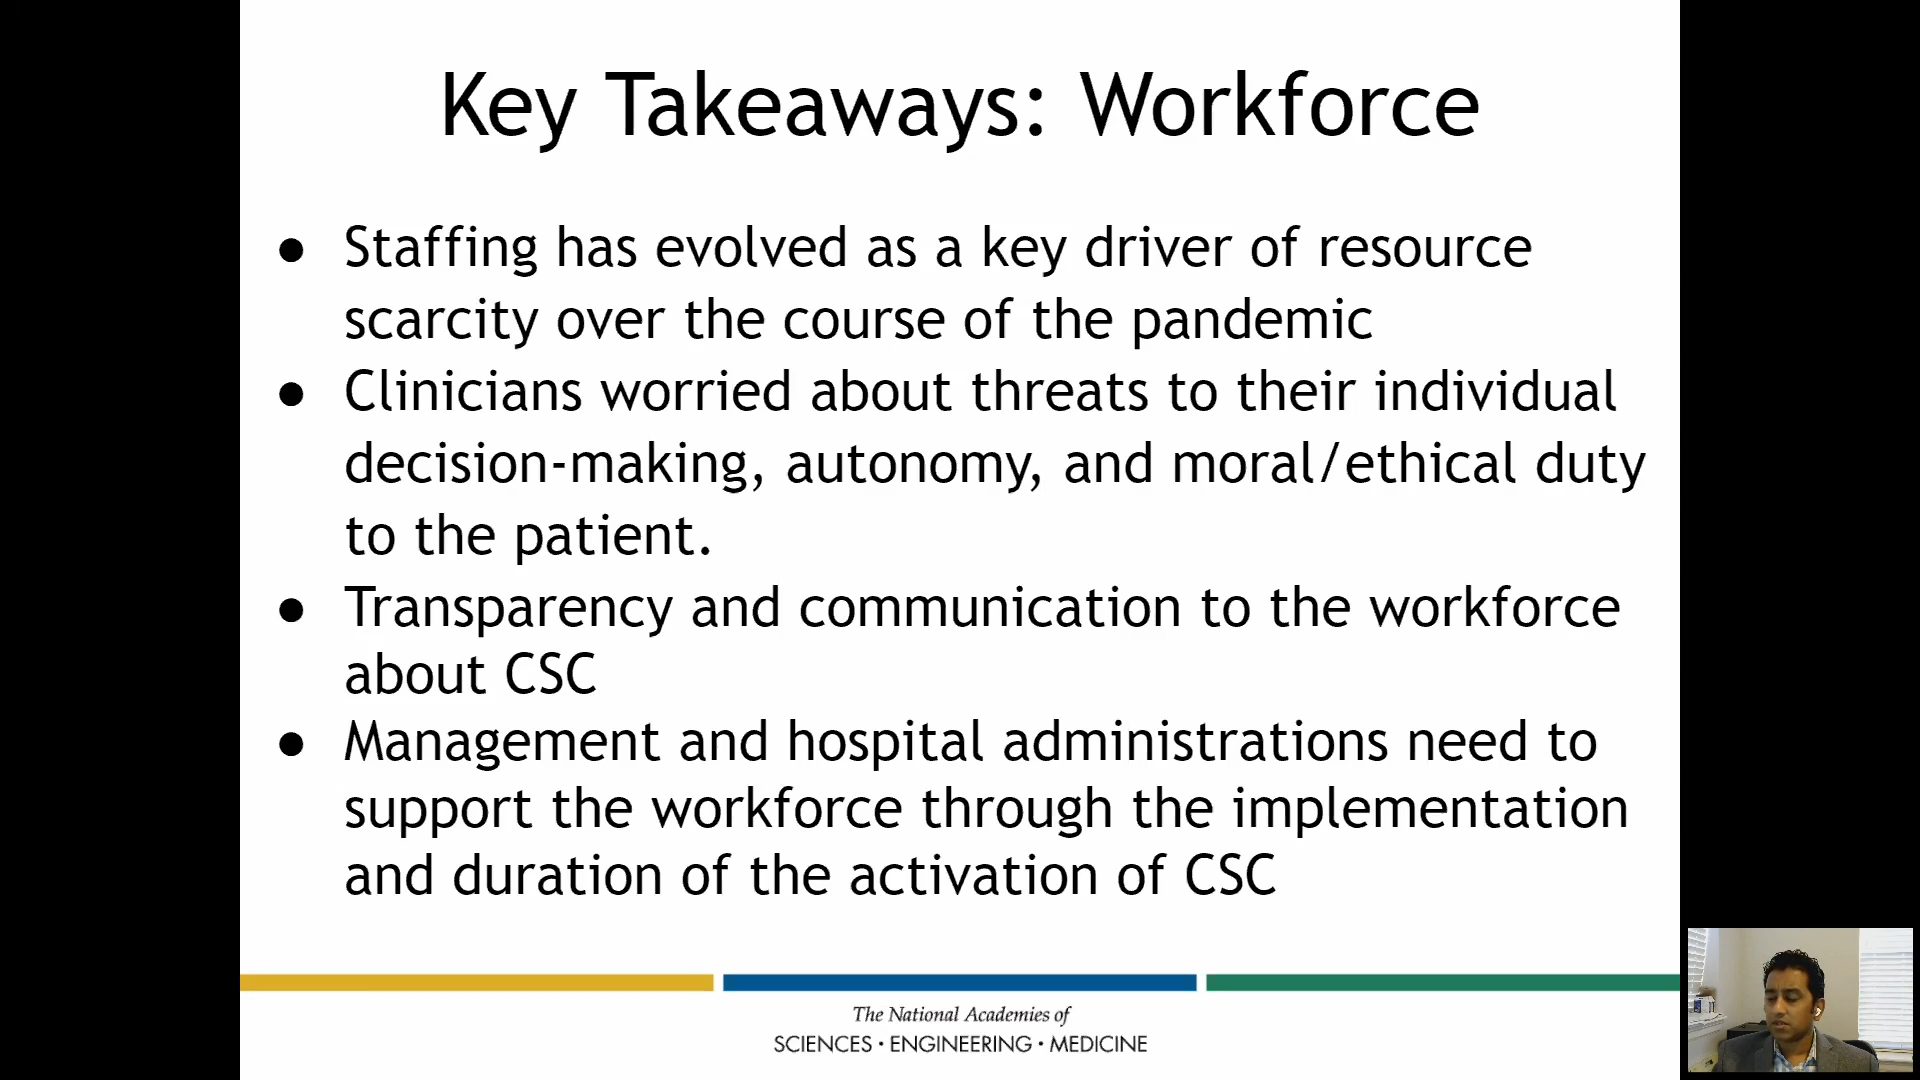 Key Takeaways: Workforce
● Staffing has evolved as a key driver of resource
scarcity over the course of the pandemic
● Clinicians worried about threats to their individual
decision-making, autonomy, and moral/ethical duty
to the patient.
● Transparency and communication to the workforce
about CSC
● Management and hospital administrations need to
support the workforce through the implementation
and duration of the activation of CSC
The National Academies of
SCIENCES · ENGINEERING · MEDICINE